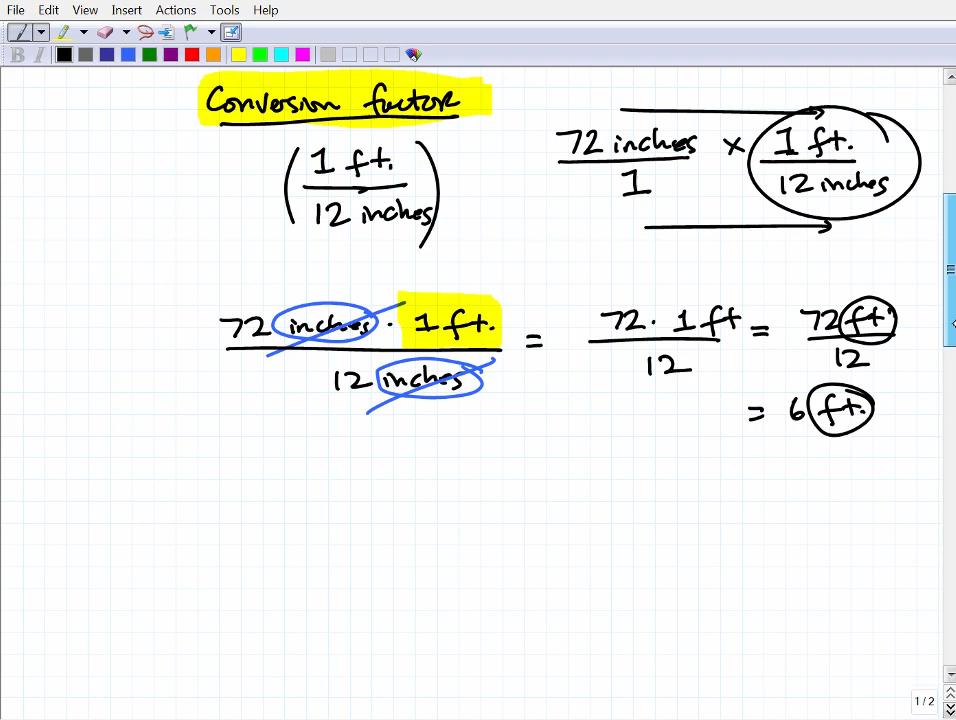 File Edit View Insert Actions Tools Help
B I
Conversion factor
( 1 ft. / 12 inches )
72 inches / 1 × 1 ft. / 12 inches
72 inches · 1 ft. / 12 inches = 72 · 1 ft / 12 = 72 ft. / 12
= 6 ft.
1 / 2